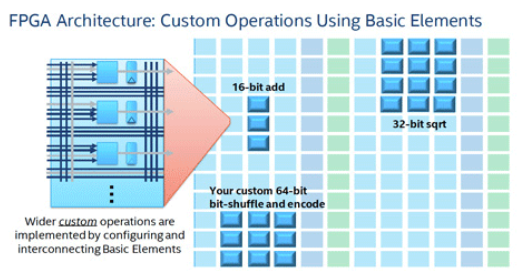 FPGA Architecture: Custom Operations Using Basic Elements
16-bit add
32-bit sqrt
Your custom 64-bit
bit-shuffle and encode
Wider custom operations are
implemented by configuring and
interconnecting Basic Elements